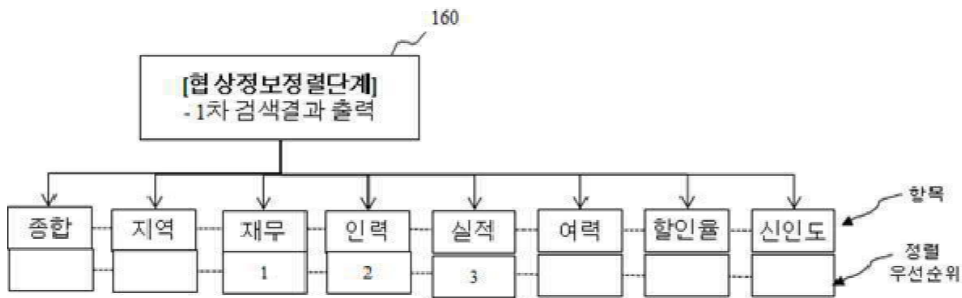 160
[협상정보정렬단계]
- 1차 검색결과 출력
종합 지역 재무 인력 실적 여력 할인율 신인도
항목
1 2 3
정렬
우선순위